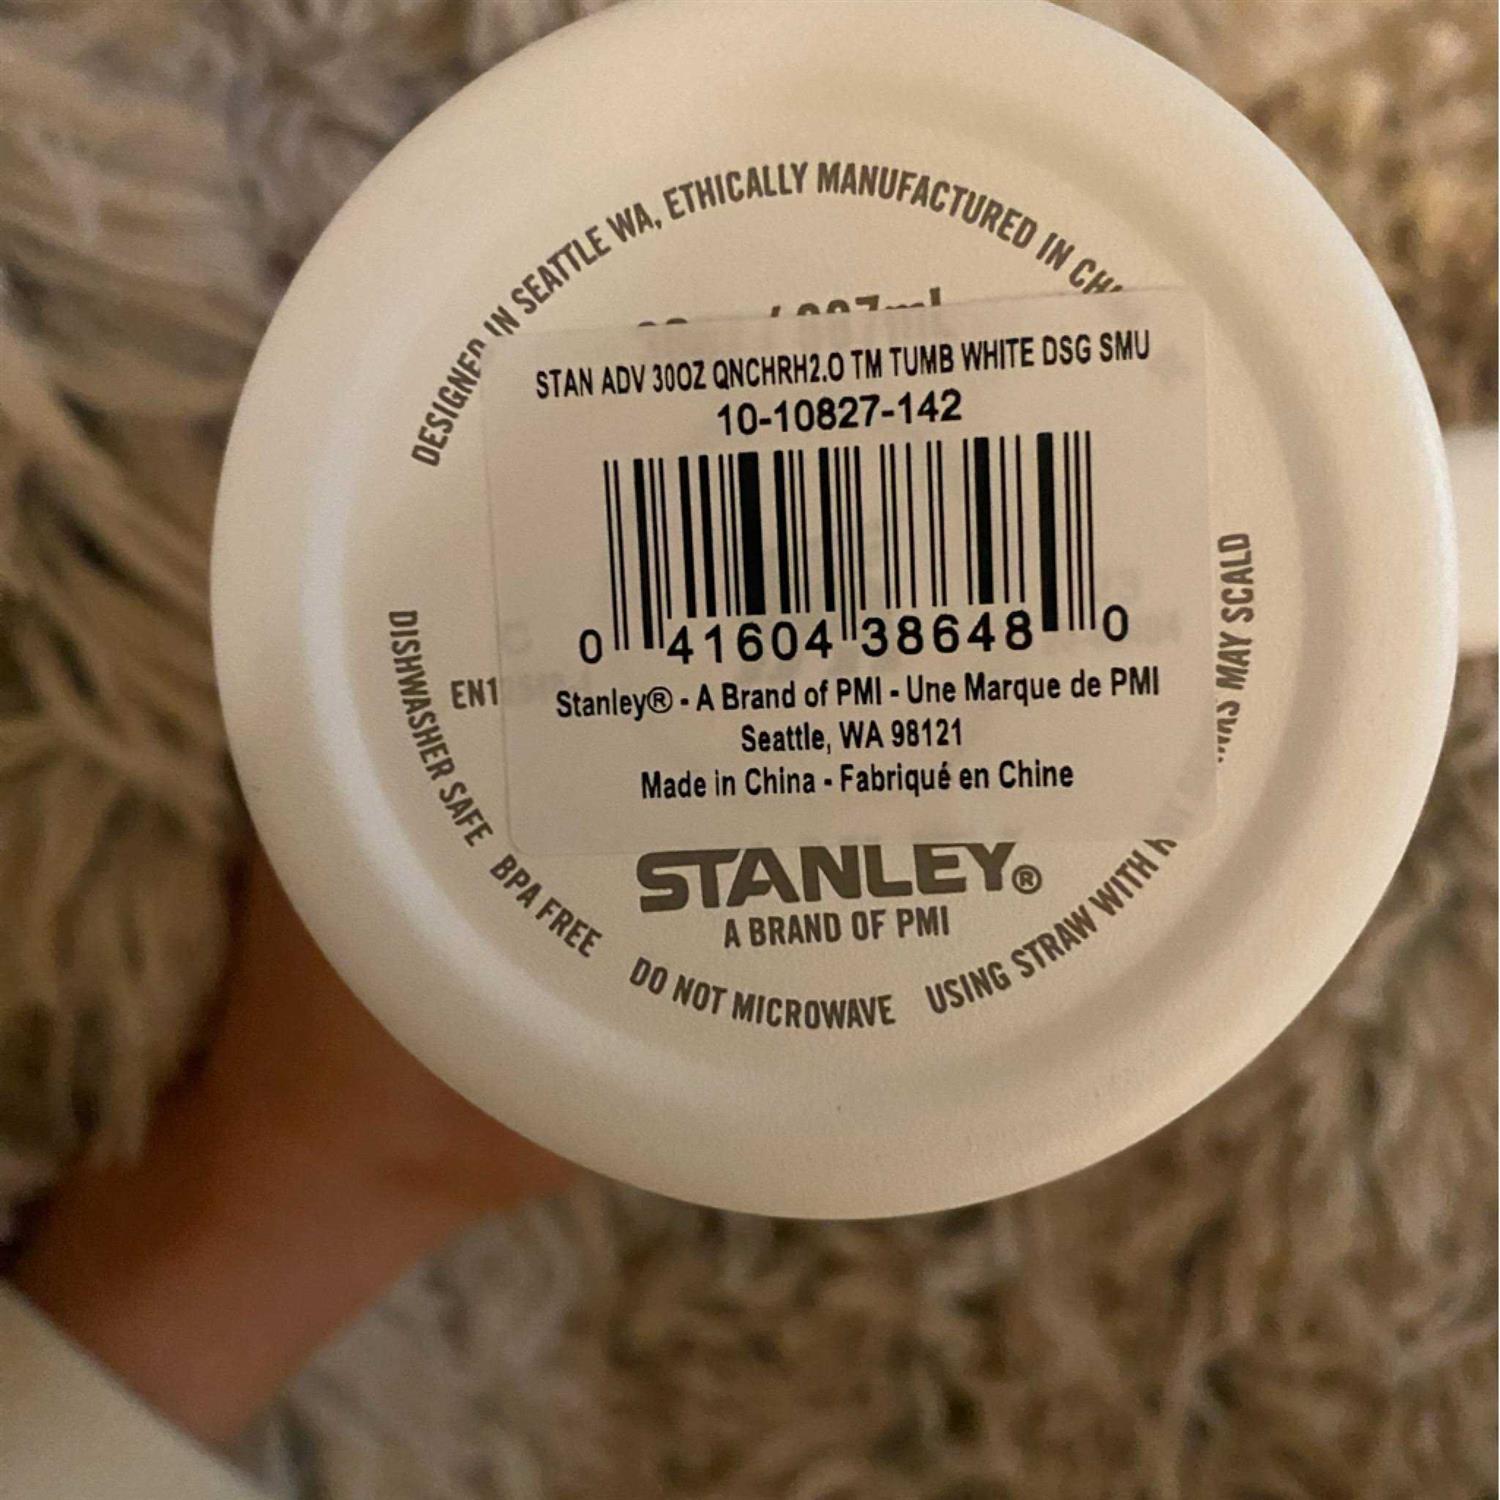 DESIGNED IN SEATTLE WA, ETHICALLY MANUFACTURED IN
STAN ADV 30OZ QNCHRH2.O TM TUMB WHITE DSG SMU
10-10827-142
0 41604 38648 0
EN1
Stanley® - A Brand of PMI - Une Marque de PMI
Seattle, WA 98121
Made in China - Fabriqué en Chine
STANLEY®
A BRAND OF PMI
DISHWASHER SAFE BPA FREE DO NOT MICROWAVE USING STRAW WITH MAY SCALD